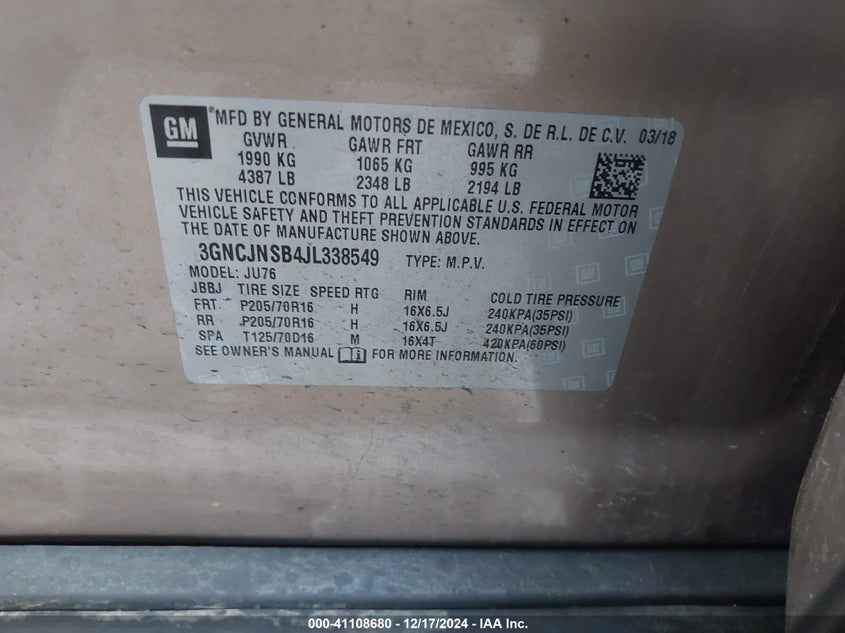 GM
*MFD BY GENERAL MOTORS DE MEXICO, S. DE R.L. DE C.V. 03/18
GVWR GAWR FRT GAWR RR
1990 KG 1065 KG 995 KG
4387 LB 2348 LB 2194 LB
THIS VEHICLE CONFORMS TO ALL APPLICABLE U.S. FEDERAL MOTOR
VEHICLE SAFETY AND THEFT PREVENTION STANDARDS IN EFFECT ON
THE DATE OF MANUFACTURE SHOWN ABOVE.
3GNCJNSB4JL338549 TYPE: M.P.V.
MODEL: JU76
JBBJ TIRE SIZE SPEED RTG RIM COLD TIRE PRESSURE
FRT P205/70R16 H 16X6.5J 240KPA(35PSI)
RR P205/70R16 H 16X6.5J 240KPA(35PSI)
SPA T125/70D16 M 16X4T 420KPA(60PSI)
SEE OWNER'S MANUAL FOR MORE INFORMATION.
000-41108680 - 12/17/2024 - IAA Inc.